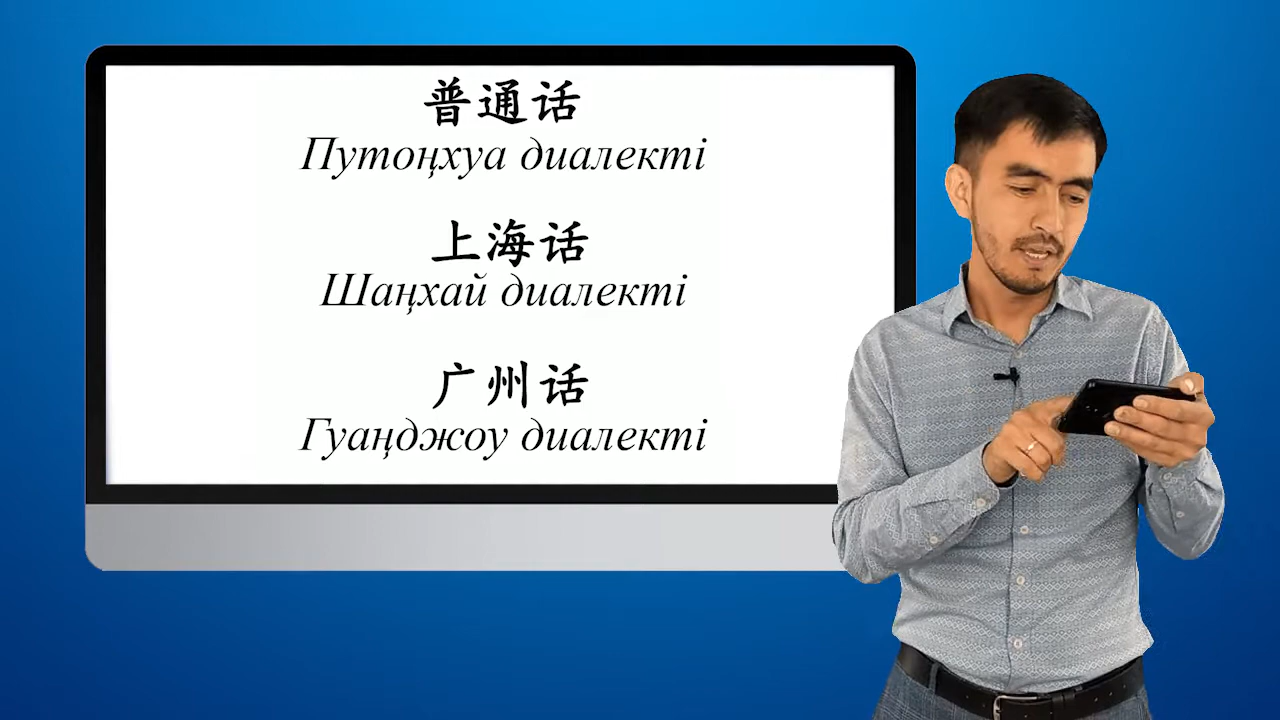 普通话
Путоңхуа диалекті
上海话
Шаңхай диалекті
广州话
Гуаңджоу диалекті